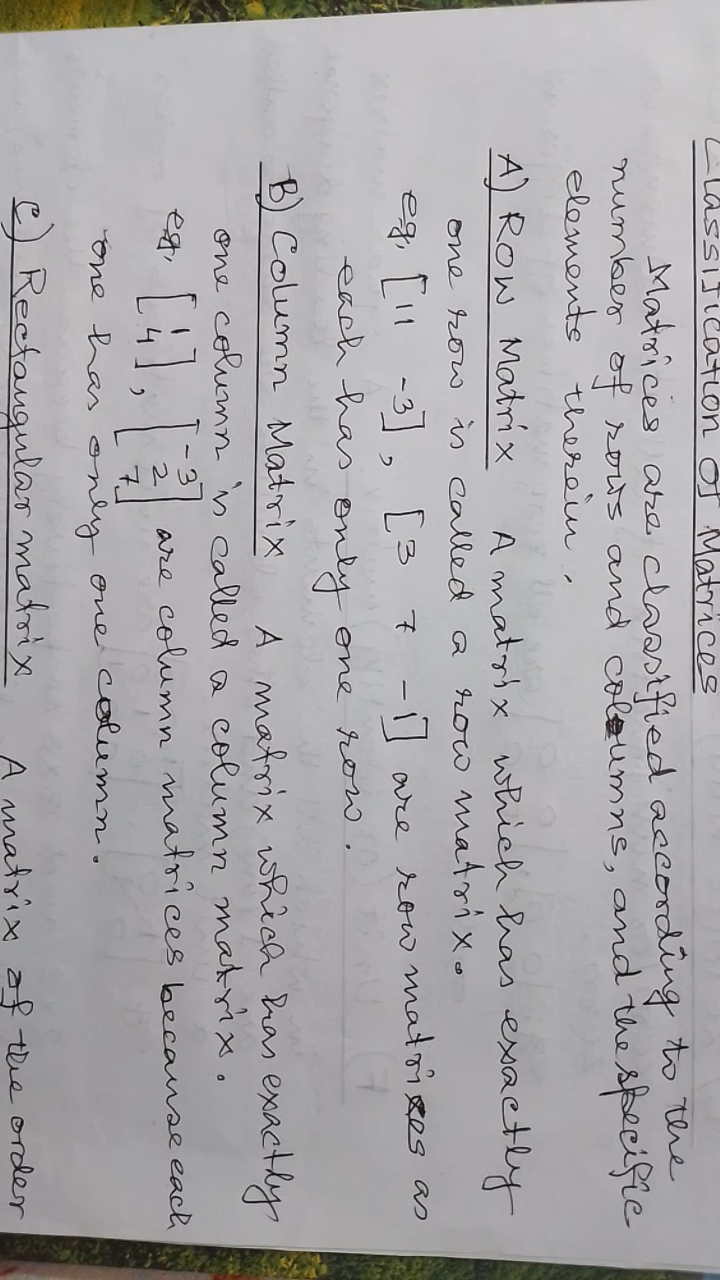 Classification of Matrices
Matrices are classified according to the
number of rows and columns, and the specific
elements therein.
A) Row Matrix A matrix which has exactly
one row is called a row matrix.
eg. [11 -3], [3 7 -1] are row matrices as
each has only one row.
B) Column Matrix A matrix which has exactly
one column is called a column matrix.
eg. [1 4], [-3 2 7] are column matrices because each
one has only one column.
C) Rectangular matrix A matrix of the order